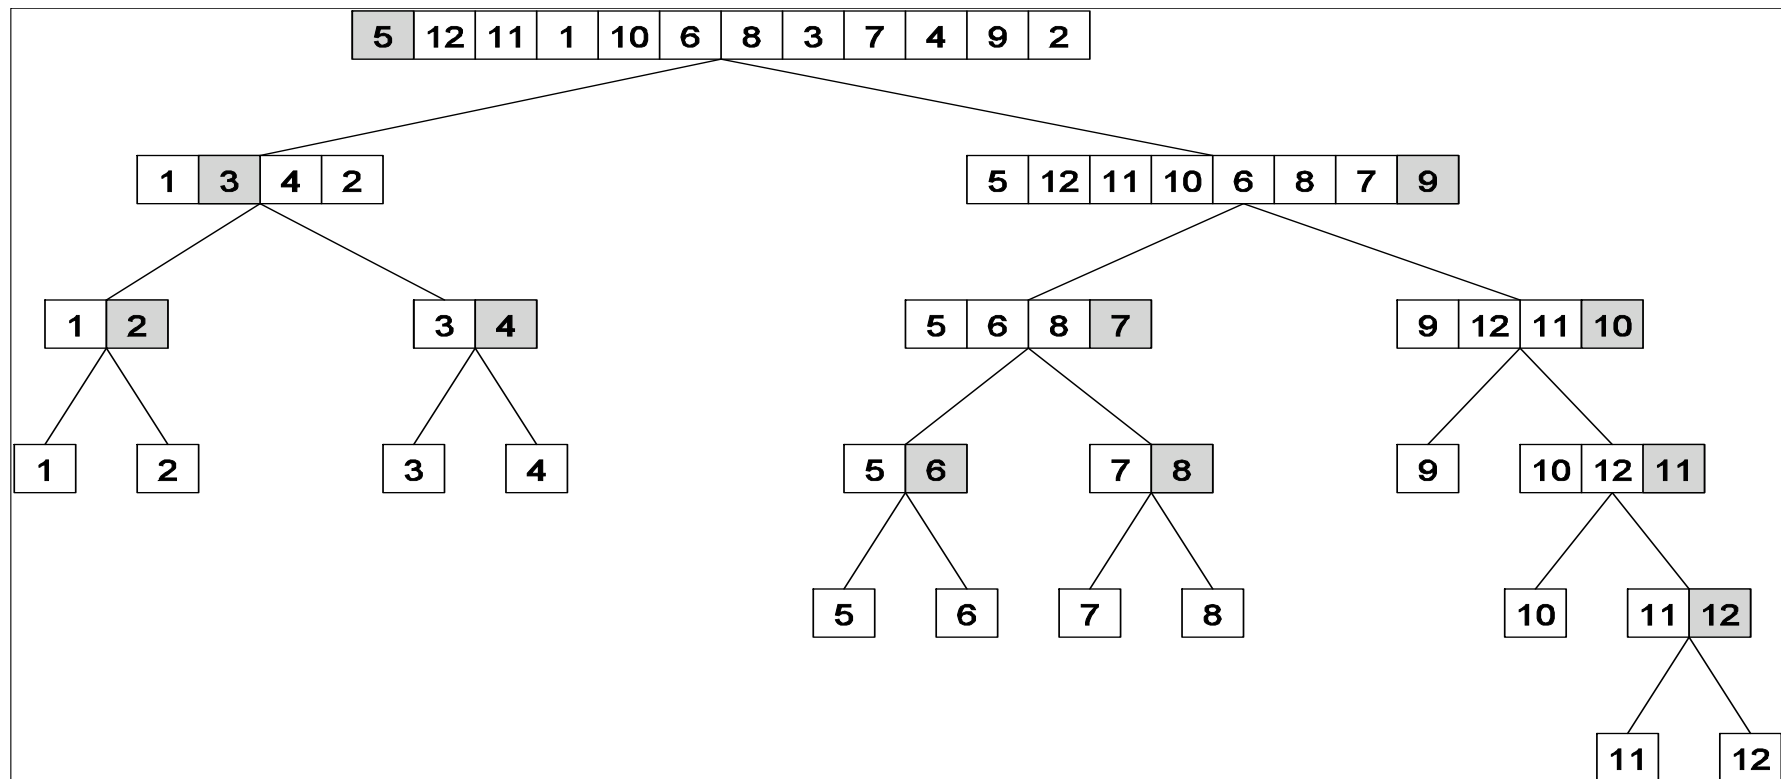 5 12 11 1 10 6 8 3 7 4 9 2
1 3 4 2 5 12 11 10 6 8 7 9
1 2 3 4 5 6 8 7 9 12 11 10
1 2 3 4 5 6 7 8 9 10 12 11
5 6 7 8 10 11 12
11 12